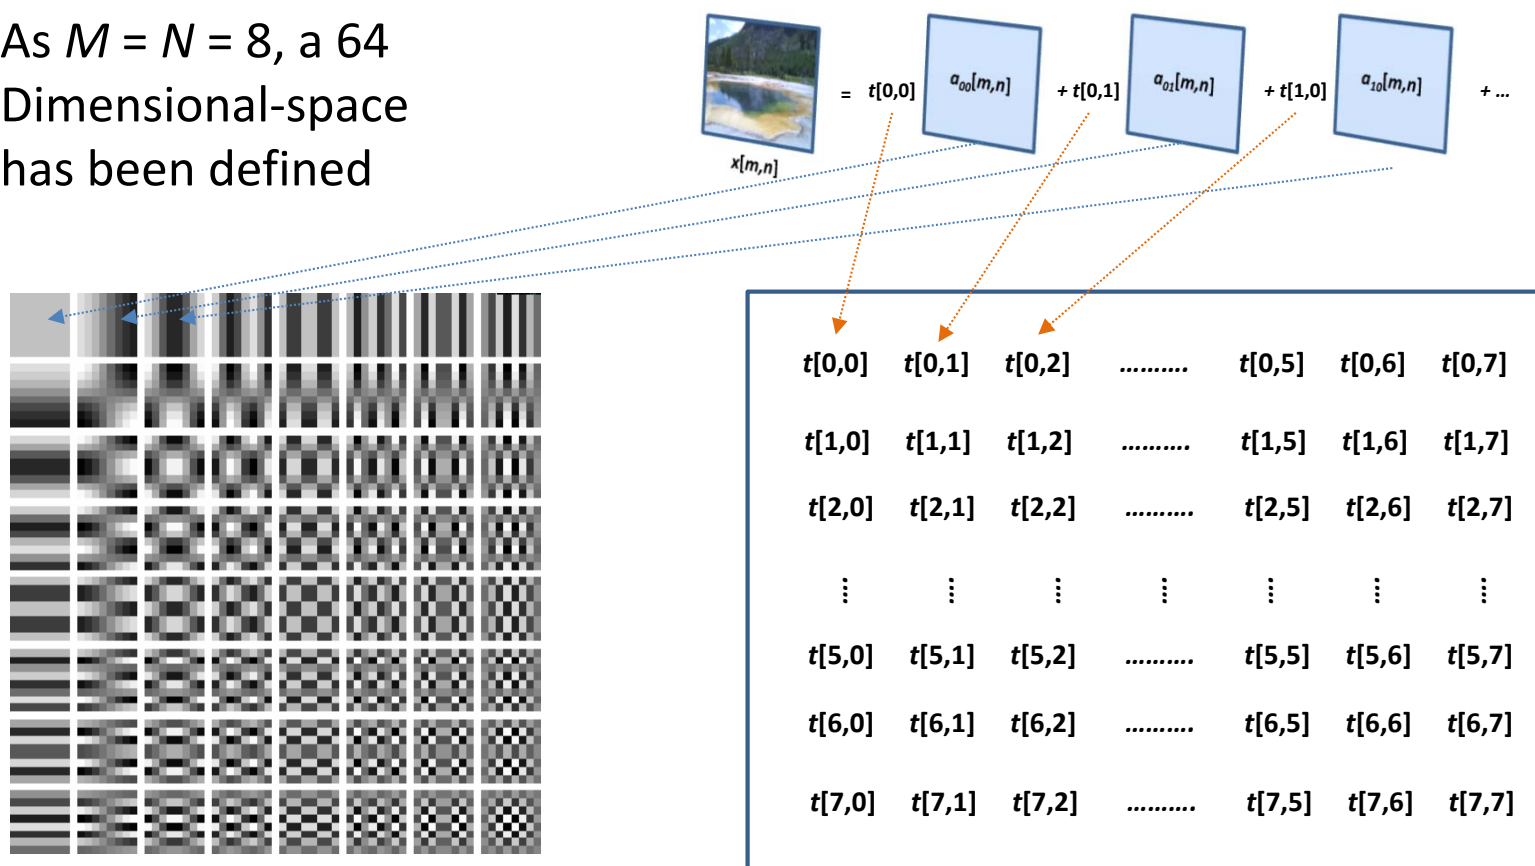 As M = N = 8, a 64
Dimensional-space
has been defined
x[m,n]
= t[0,0] a00[m,n] + t[0,1] a01[m,n] + t[1,0] a10[m,n] + ...
t[0,0] t[0,1] t[0,2] .......... t[0,5] t[0,6] t[0,7]
t[1,0] t[1,1] t[1,2] .......... t[1,5] t[1,6] t[1,7]
t[2,0] t[2,1] t[2,2] .......... t[2,5] t[2,6] t[2,7]
⋮ ⋮ ⋮ ⋮ ⋮ ⋮ ⋮
t[5,0] t[5,1] t[5,2] .......... t[5,5] t[5,6] t[5,7]
t[6,0] t[6,1] t[6,2] .......... t[6,5] t[6,6] t[6,7]
t[7,0] t[7,1] t[7,2] .......... t[7,5] t[7,6] t[7,7]